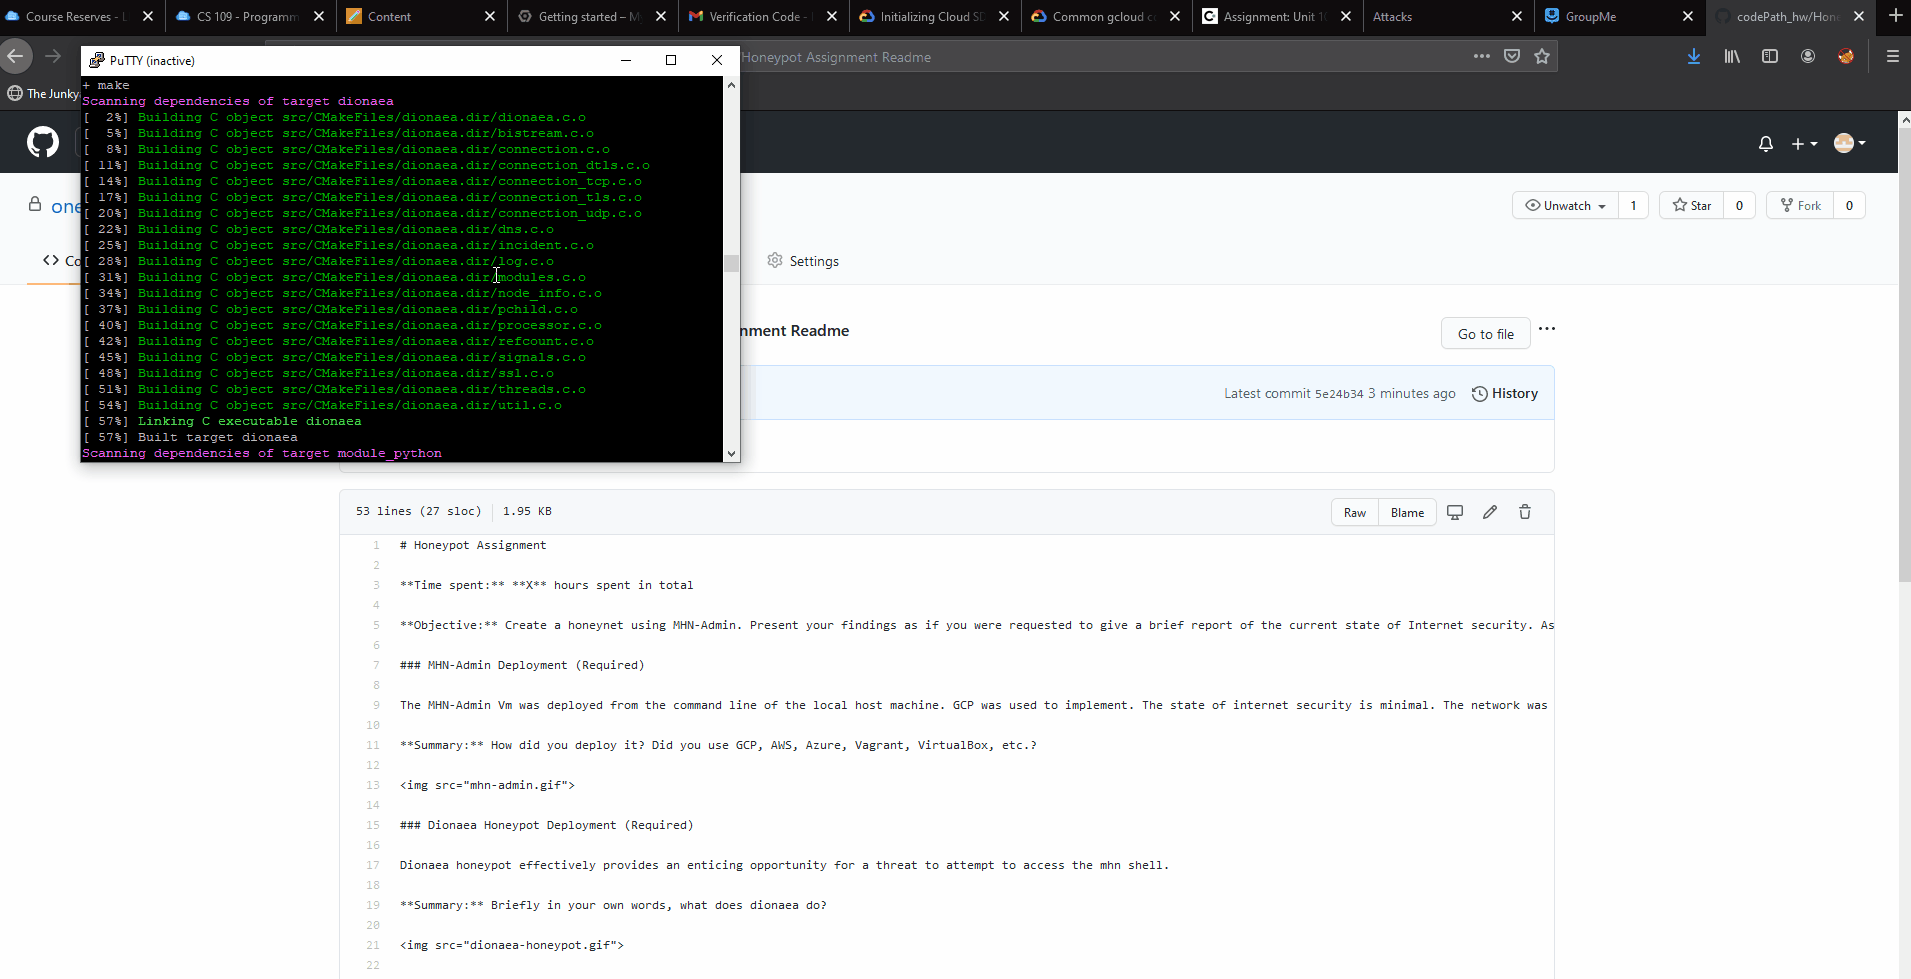 Course Reserves - L
CS 109 - Programm
Content
Getting started – M
Verification Code -
Initializing Cloud SD
Common gcloud co
Assignment: Unit 10
Attacks
GroupMe
codePath_hw/Hone
PuTTY (inactive)
Honeypot Assignment Readme
The Junky
+ make
Scanning dependencies of target dionaea
[  2%] Building C object src/CMakeFiles/dionaea.dir/dionaea.c.o
[  5%] Building C object src/CMakeFiles/dionaea.dir/bistream.c.o
[  8%] Building C object src/CMakeFiles/dionaea.dir/connection.c.o
[ 11%] Building C object src/CMakeFiles/dionaea.dir/connection_dtls.c.o
[ 14%] Building C object src/CMakeFiles/dionaea.dir/connection_tcp.c.o
[ 17%] Building C object src/CMakeFiles/dionaea.dir/connection_tls.c.o
[ 20%] Building C object src/CMakeFiles/dionaea.dir/connection_udp.c.o
[ 22%] Building C object src/CMakeFiles/dionaea.dir/dns.c.o
[ 25%] Building C object src/CMakeFiles/dionaea.dir/incident.c.o
[ 28%] Building C object src/CMakeFiles/dionaea.dir/log.c.o
[ 31%] Building C object src/CMakeFiles/dionaea.dir/modules.c.o
[ 34%] Building C object src/CMakeFiles/dionaea.dir/node_info.c.o
[ 37%] Building C object src/CMakeFiles/dionaea.dir/pchild.c.o
[ 40%] Building C object src/CMakeFiles/dionaea.dir/processor.c.o
[ 42%] Building C object src/CMakeFiles/dionaea.dir/refcount.c.o
[ 45%] Building C object src/CMakeFiles/dionaea.dir/signals.c.o
[ 48%] Building C object src/CMakeFiles/dionaea.dir/ssl.c.o
[ 51%] Building C object src/CMakeFiles/dionaea.dir/threads.c.o
[ 54%] Building C object src/CMakeFiles/dionaea.dir/util.c.o
[ 57%] Linking C executable dionaea
[ 57%] Built target dionaea
Scanning dependencies of target module_python
one
Unwatch 1 Star 0 Fork 0
Co
Settings
nment Readme
Go to file
Latest commit 5e24b34 3 minutes ago History
53 lines (27 sloc) 1.95 KB
Raw Blame
1 # Honeypot Assignment
2
3 **Time spent:** **X** hours spent in total
4
5 **Objective:** Create a honeynet using MHN-Admin. Present your findings as if you were requested to give a brief report of the current state of Internet security. As
6
7 ### MHN-Admin Deployment (Required)
8
9 The MHN-Admin Vm was deployed from the command line of the local host machine. GCP was used to implement. The state of internet security is minimal. The network was
10
11 **Summary:** How did you deploy it? Did you use GCP, AWS, Azure, Vagrant, VirtualBox, etc.?
12
13 <img src="mhn-admin.gif">
14
15 ### Dionaea Honeypot Deployment (Required)
16
17 Dionaea honeypot effectively provides an enticing opportunity for a threat to attempt to access the mhn shell.
18
19 **Summary:** Briefly in your own words, what does dionaea do?
20
21 <img src="dionaea-honeypot.gif">
22